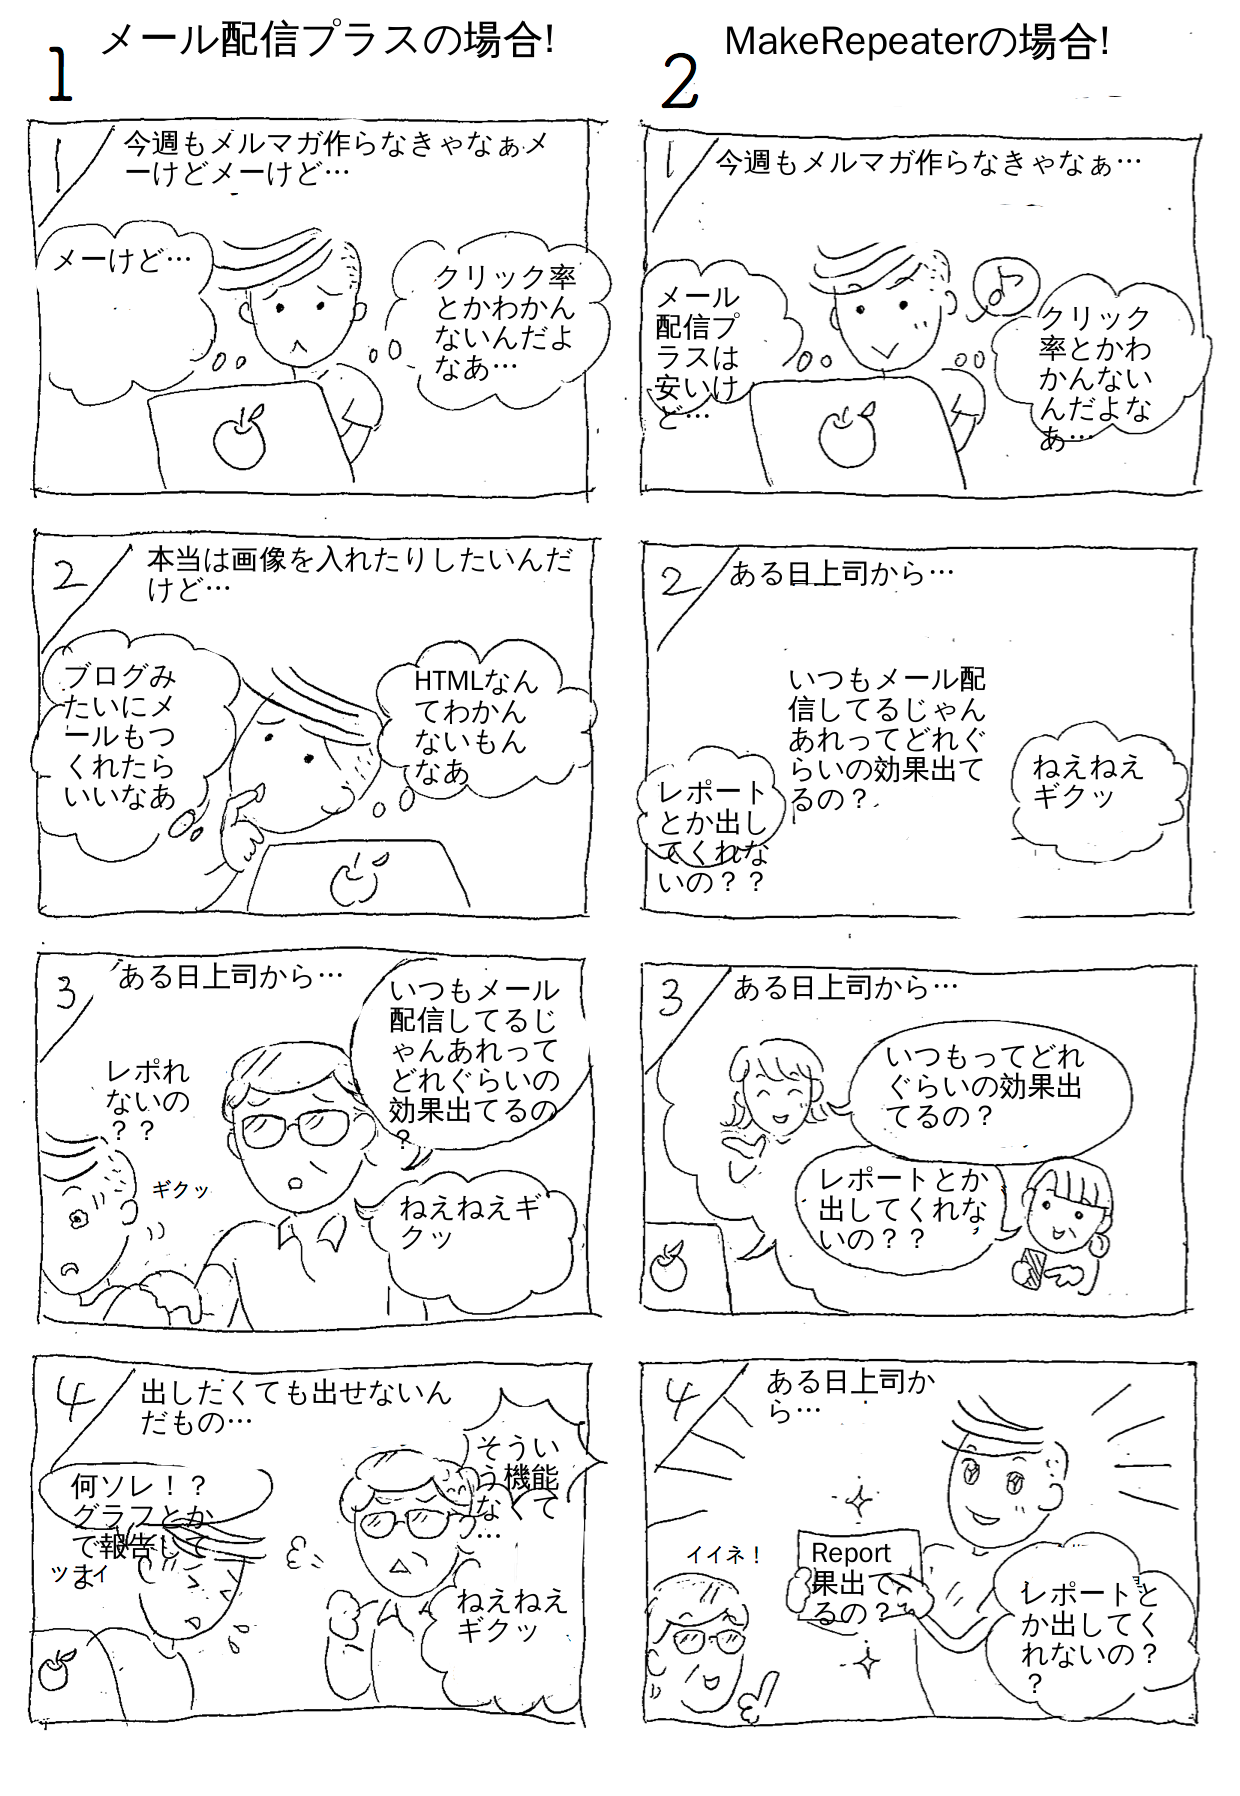 メール配信プラスの場合!
1
1
今週もメルマガ作らなきゃなぁメ
ーけどメーけど…
メーけど…
クリック率
とかわかん
ないんだよ
なあ…
2
本当は画像を入れたりしたいんだ
けど…
ブログみ
たいにメ
ールもつ
くれたら
いいなあ
HTMLなん
てわかん
ないもん
なあ
3
ある日上司から…
いつもメール
配信してるじ
ゃんあれって
どれぐらいの
効果出てるの
？
レポれ
ないの
？？
ギクッ
ねえねえギ
クッ
4
出したくても出せないん
だもの…
そうい
う機能
なくて
…
何ソレ！？
グラフとか
で報告して
よ
ねえねえ
ギクッ
MakeRepeaterの場合!
2
1
今週もメルマガ作らなきゃなぁ…
メール
配信プ
ラスは
安いけ
ど…
クリック
率とかわ
かんない
んだよな
あ…
2
ある日上司から…
いつもメール配
信してるじゃん
あれってどれぐ
らいの効果出て
るの？
レポート
とか出し
てくれな
いの？？
ねえねえ
ギクッ
3
ある日上司から…
いつもってどれ
ぐらいの効果出
てるの？
レポートとか
出してくれな
いの？？
4
ある日上司か
ら…
イイネ！
Report
果出て
るの？
レポートと
か出してく
れないの？
？